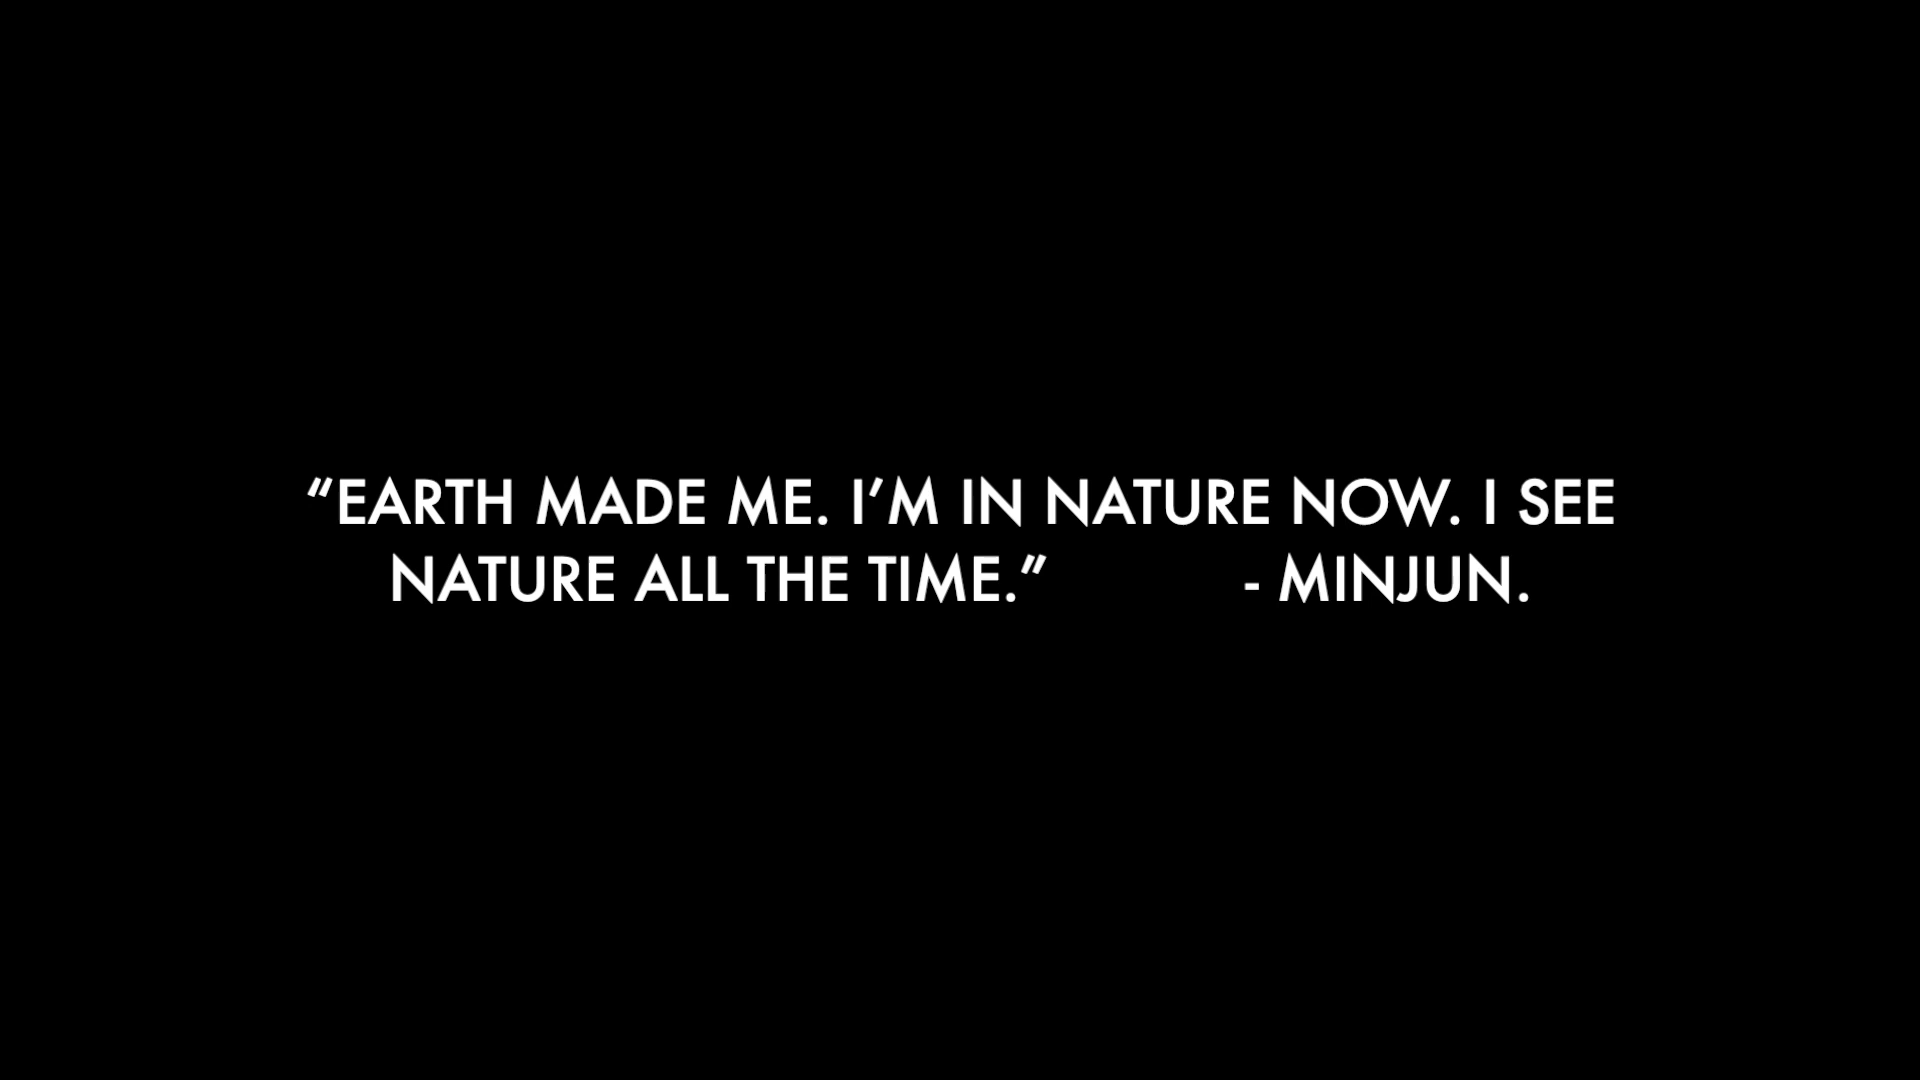 “EARTH MADE ME. I’M IN NATURE NOW. I SEE
NATURE ALL THE TIME.” - MINJUN.